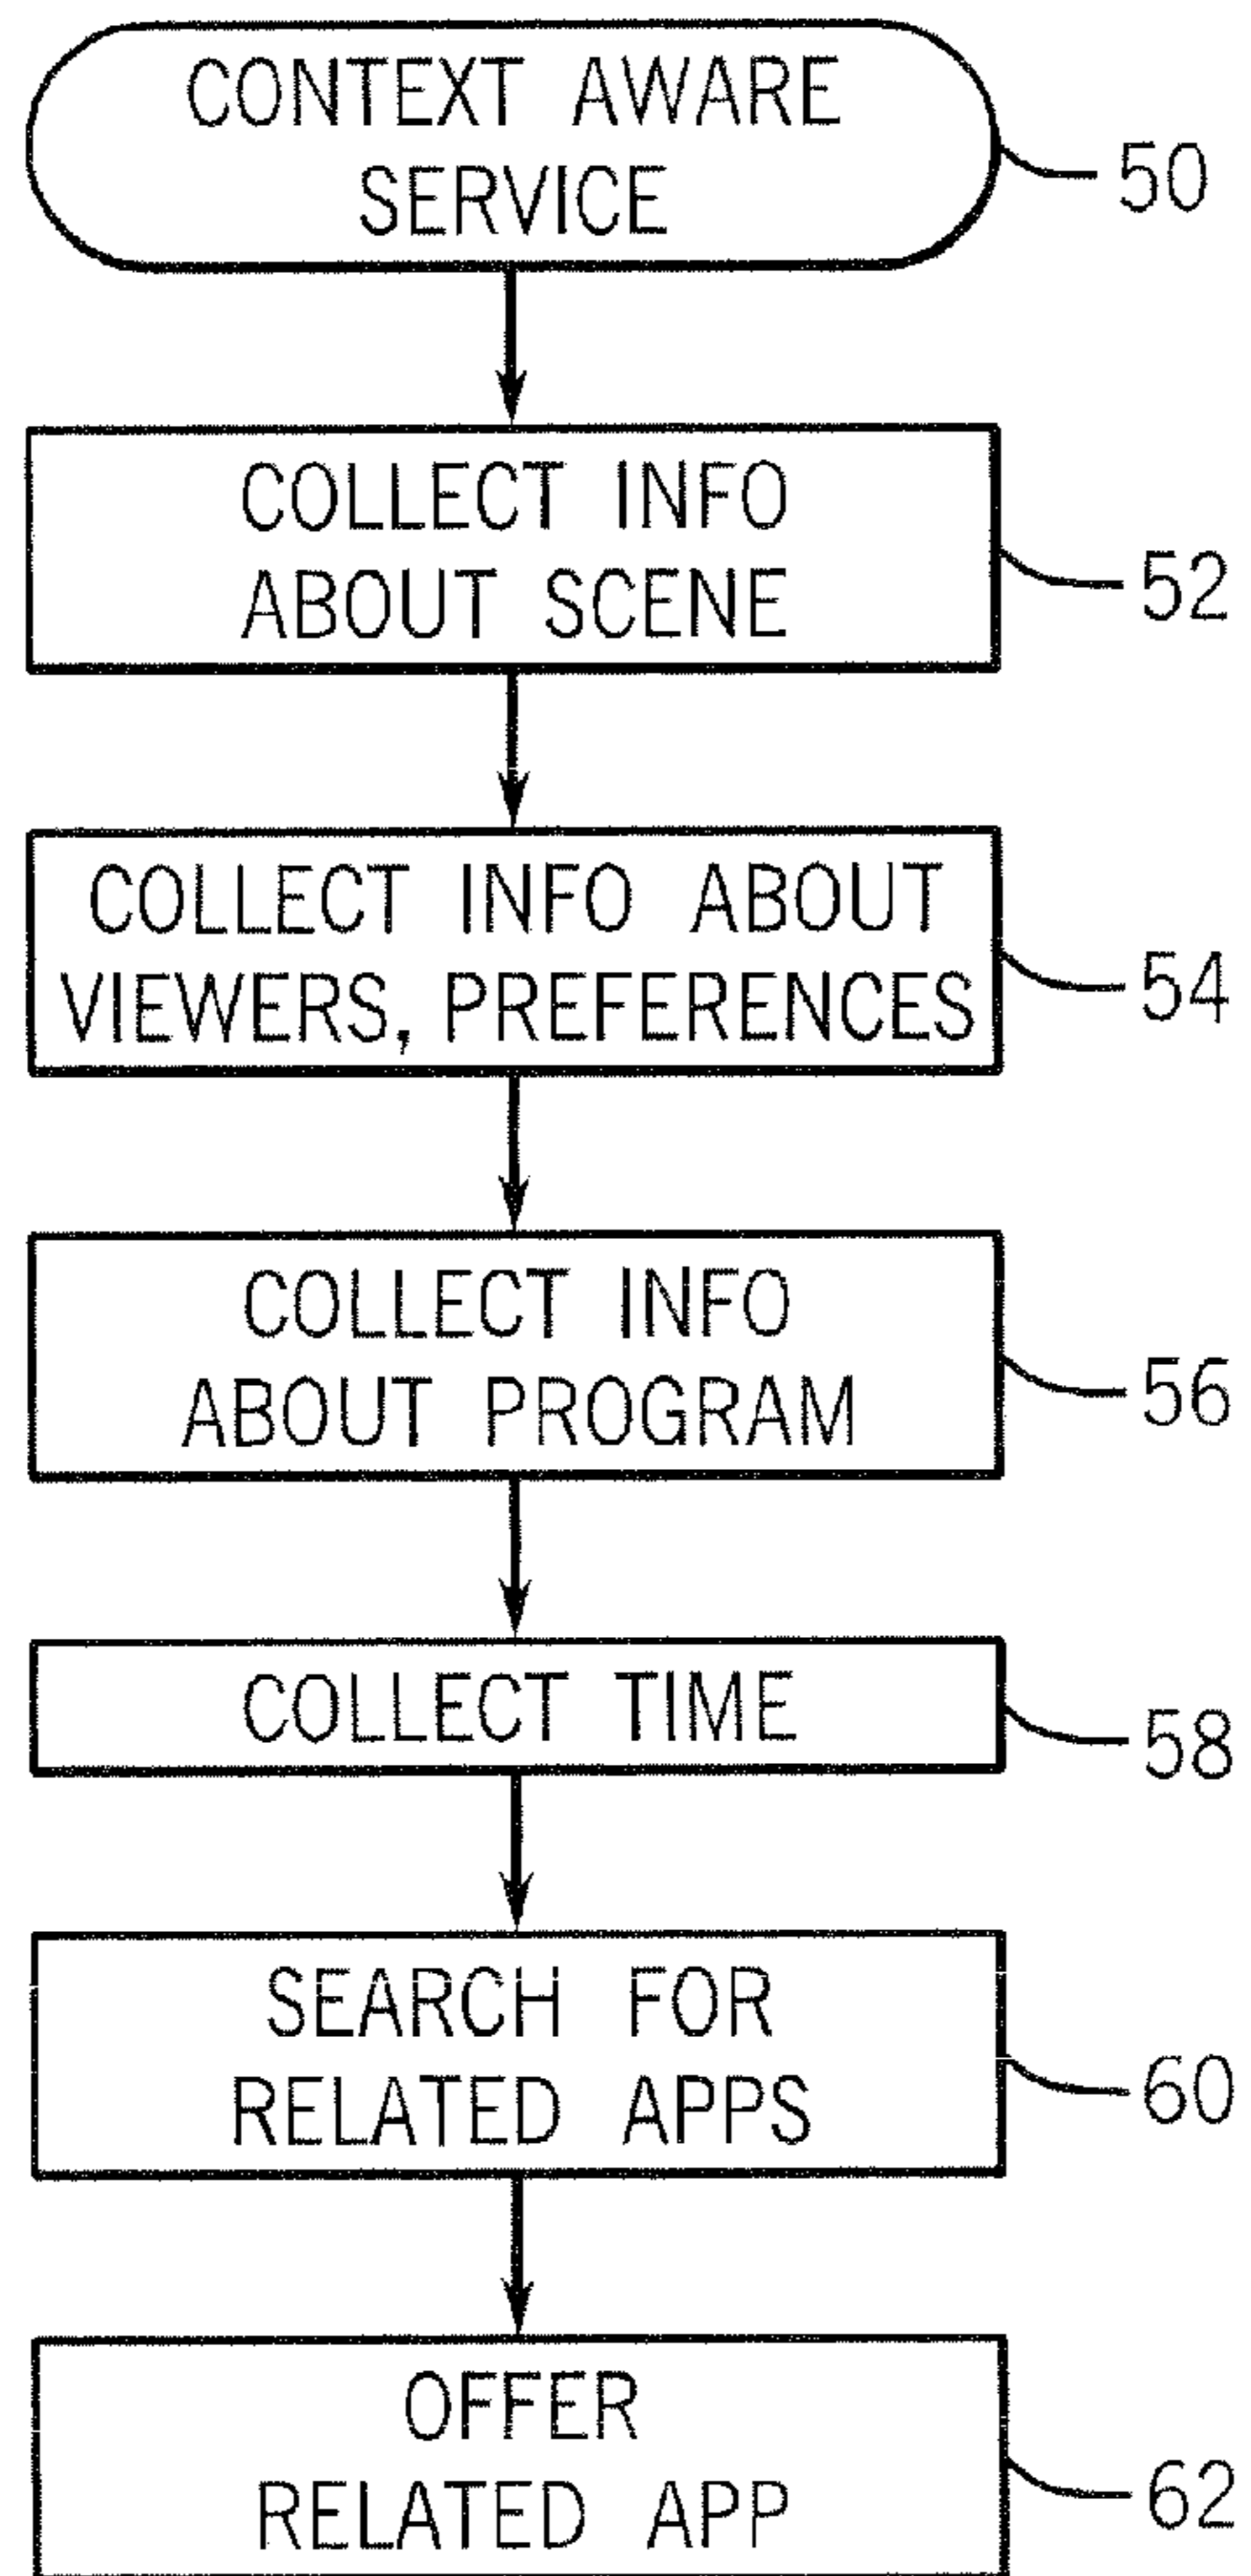 CONTEXT AWARE
SERVICE
50
COLLECT INFO
ABOUT SCENE
52
COLLECT INFO ABOUT
VIEWERS, PREFERENCES
54
COLLECT INFO
ABOUT PROGRAM
56
COLLECT TIME
58
SEARCH FOR
RELATED APPS
60
OFFER
RELATED APP
62